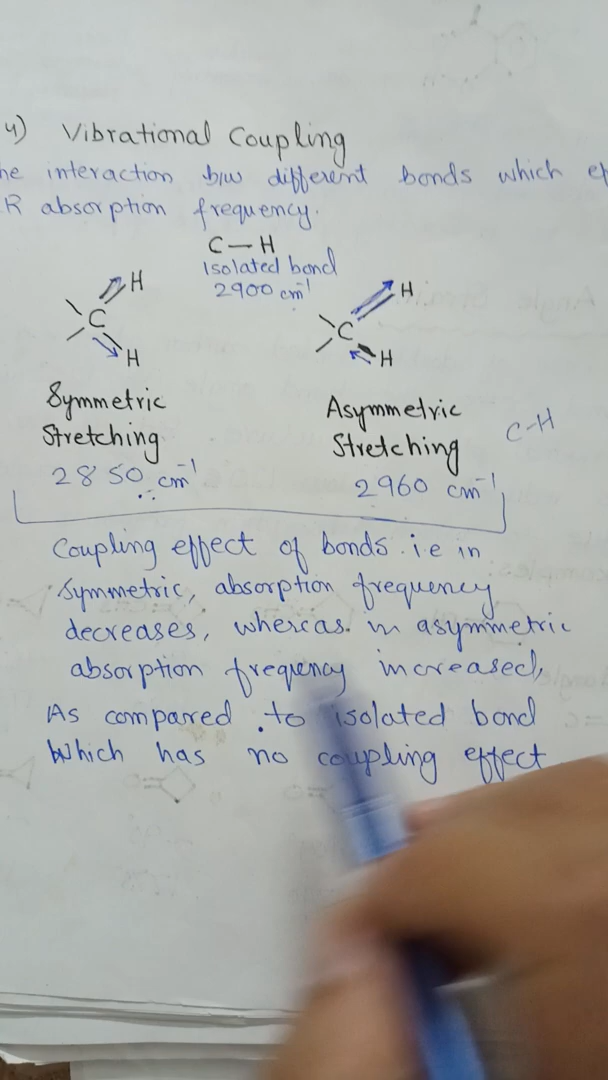 4) Vibrational Coupling
he interaction b/w different bonds which ef
R absorption frequency.
C—H
Isolated bond
2900 cm⁻¹
H
C
H
H
C
H
Symmetric
Stretching
2850 cm⁻¹
Asymmetric
Stretching
2960 cm⁻¹
C-H
Coupling effect of bonds i.e in
Symmetric, absorption frequency
decreases, whereas in asymmetric
absorption frequency increased,
As compared to isolated bond
Which has no coupling effect